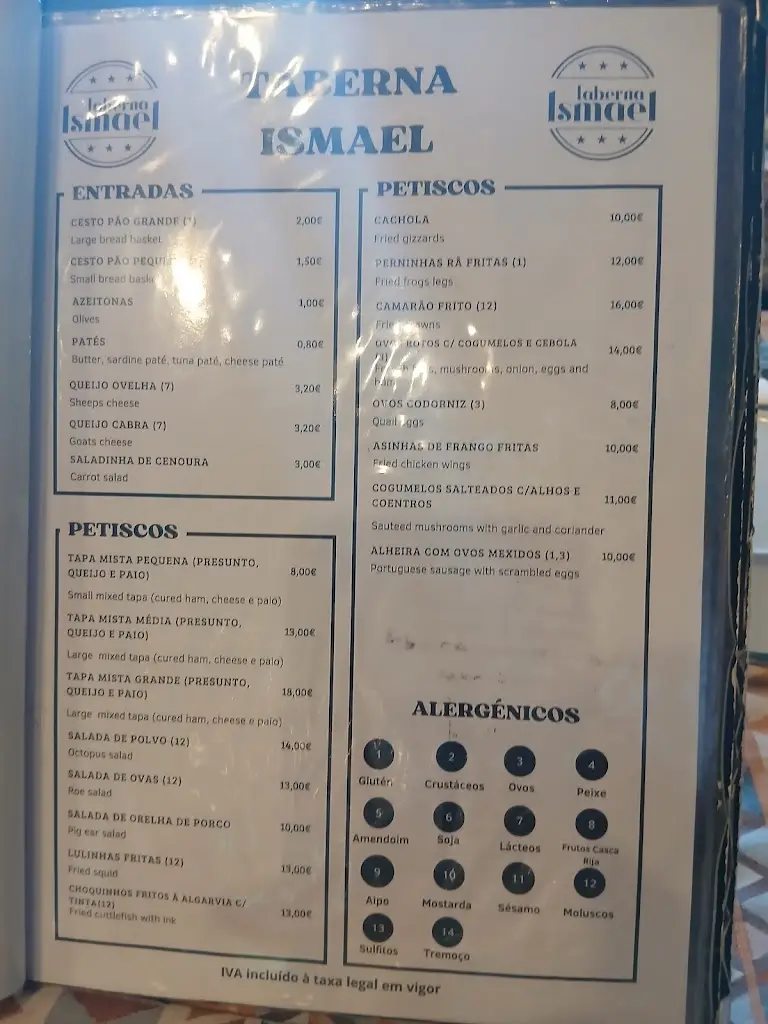 taberna
Ismael
TABERNA
ISMAEL
taberna
Ismael
ENTRADAS
CESTO PÃO GRANDE (1) 2,00€
Large bread basket
CESTO PÃO 1,50€
Small bread
AZEITONAS 1,00€
Olives
PATÉS 0,80€
Butter, sardine paté, tuna paté, cheese paté
QUEIJO OVELHA (7) 3,20€
Sheeps cheese
QUEIJO CABRA (7) 3,20€
Goats cheese
SALADINHA DE CENOURA 3,00€
Carrot salad
PETISCOS
TAPA MISTA PEQUENA (PRESUNTO,
QUEIJO E PAIO) 8,00€
Small mixed tapa (cured ham, cheese e paio)
TAPA MISTA MÉDIA (PRESUNTO,
QUEIJO E PAIO) 13,00€
Large mixed tapa (cured ham, cheese e paio)
TAPA MISTA GRANDE (PRESUNTO,
QUEIJO E PAIO) 18,00€
Large mixed tapa (cured ham, cheese e paio)
SALADA DE POLVO (12) 14,00€
Octopus salad
SALADA DE OVAS (12) 13,00€
Roe salad
SALADA DE ORELHA DE PORCO 10,00€
Pig ear salad
LULINHAS FRITAS (12)
Fried squid
CHOQUINHOS FRITOS À ALGARVIA C/
TINTA(12) 13,00€
Fried cuttlefish with ink
PETISCOS
CACHOLA 10,00€
Fried gizzards
PERNINHAS RÃ FRITAS (1) 12,00€
Fried frogs legs
CAMARÃO FRITO (12) 16,00€
OVOS ROTOS C/ COGUMELOS E CEBOLA
14,00€
mushrooms, onion, eggs and
ham
OVOS CODORNIZ (3) 8,00€
Quail eggs
ASINHAS DE FRANGO FRITAS 10,00€
Fried chicken wings
COGUMELOS SALTEADOS C/ALHOS E
COENTROS 11,00€
Sauteed mushrooms with garlic and coriander
ALHEIRA COM OVOS MEXIDOS (1,3) 10,00€
Portuguese sausage with scrambled eggs
ALERGÉNICOS
1 2 3 4
Glutén Crustáceos Ovos Peixe
5 6 7 8
Amendoim Soja Lácteos Frutos Casca
Rija
9 10 11 12
Aipo Mostarda Sésamo Moluscos
13 14
Sulfitos Tremoço
IVA incluído à taxa legal em vigor